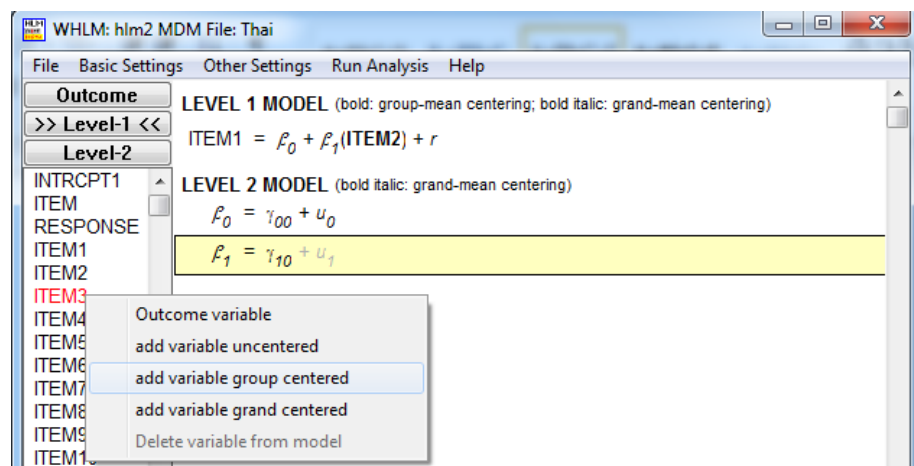 WHLM: hlm2 MDM File: Thai
File Basic Settings Other Settings Run Analysis Help
Outcome
>> Level-1 <<
Level-2
INTRCPT1
ITEM
RESPONSE
ITEM1
ITEM2
ITEM3
ITEM4
ITEM5
ITEM6
ITEM7
ITEM8
ITEM9
LEVEL 1 MODEL (bold: group-mean centering; bold italic: grand-mean centering)
ITEM1 = β0 + β1(ITEM2) + r
LEVEL 2 MODEL (bold italic: grand-mean centering)
β0 = γ00 + u0
β1 = γ10 + u1
Outcome variable
add variable uncentered
add variable group centered
add variable grand centered
Delete variable from model